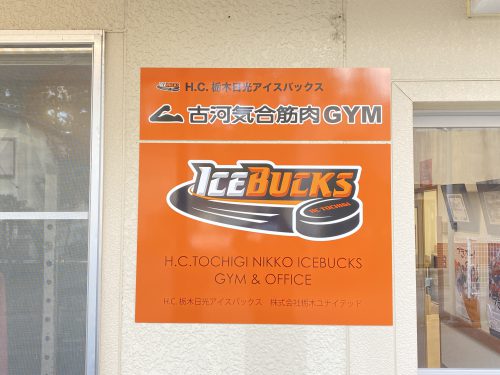 H.C. 栃木日光アイスバックス
古河気合筋肉GYM
ICEBUCKS
HC TOCHIGI
H.C.TOCHIGI NIKKO ICEBUCKS
GYM & OFFICE
H.C. 栃木日光アイスバックス 株式会社栃木ユナイテッド